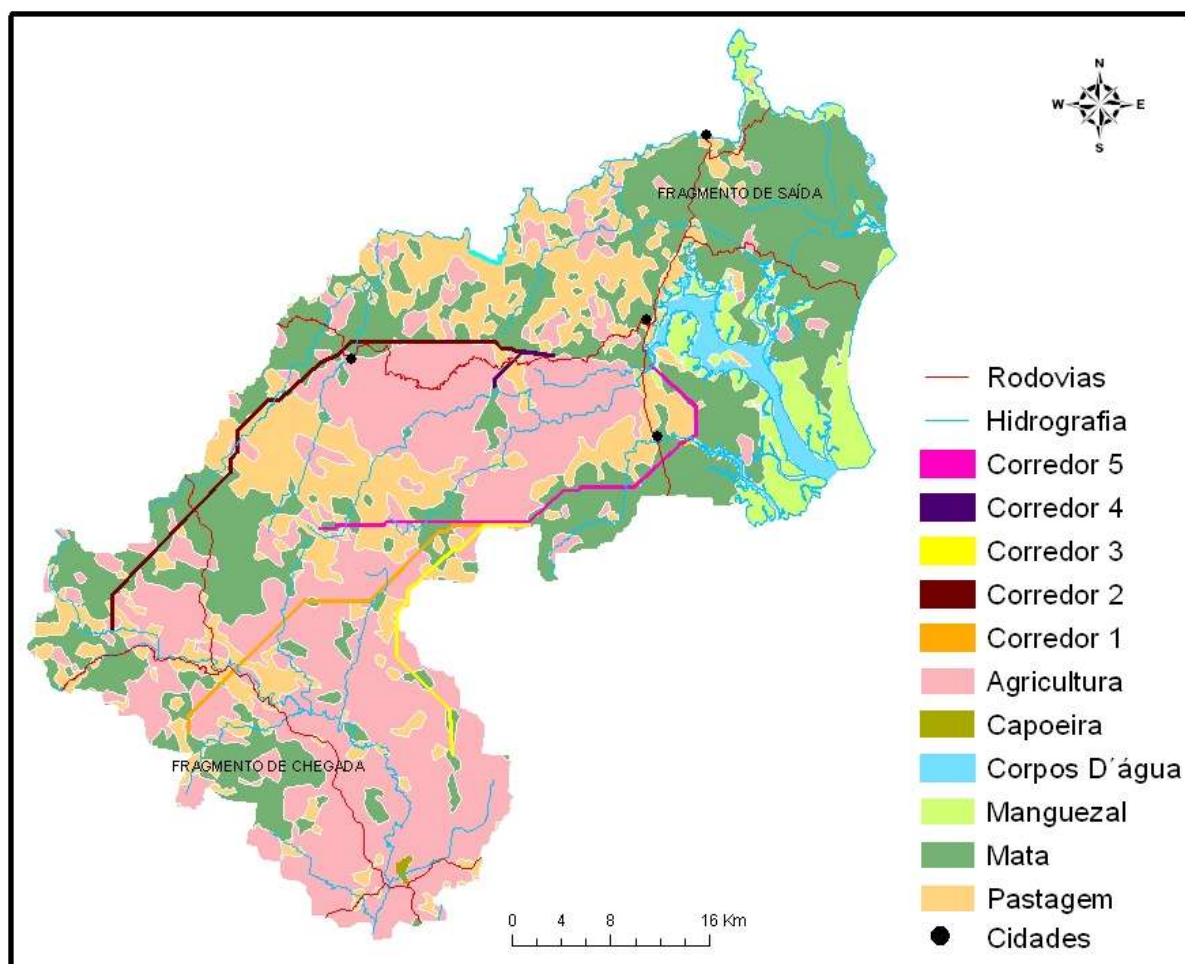 N
W E
S
FRAGMENTO DE SAÍDA
FRAGMENTO DE CHEGADA
Rodovias
Hidrografia
Corredor 5
Corredor 4
Corredor 3
Corredor 2
Corredor 1
Agricultura
Capoeira
Corpos D´água
Manguezal
Mata
Pastagem
Cidades
0 4 8 16 Km